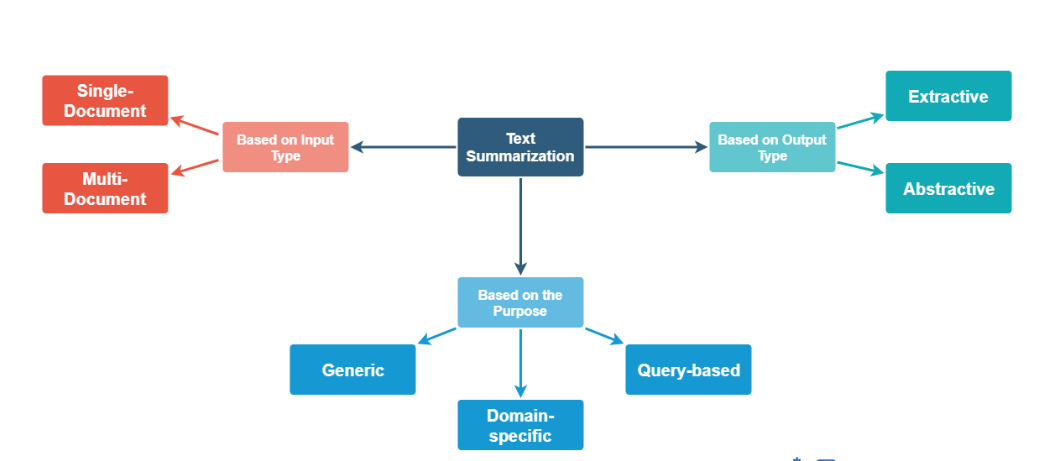 Single-
Document
Multi-
Document
Based on Input
Type
Text
Summarization
Based on Output
Type
Extractive
Abstractive
Based on the
Purpose
Generic
Domain-
specific
Query-based